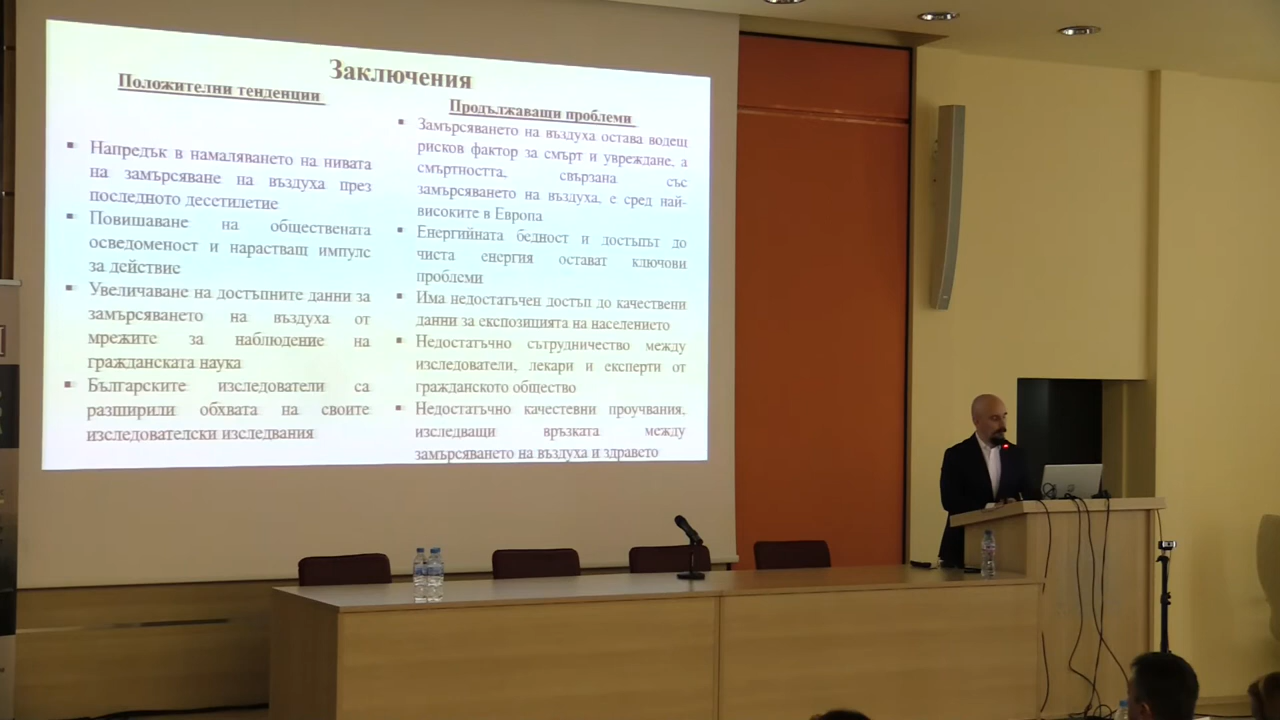 Заключения
Положителни тенденции
Напредък в намаляването на нивата
на замърсяване на въздуха през
последното десетилетие
Повишаване на обществената
осведоменост и нарастващ импулс
за действие
Увеличаване на достъпните данни за
замърсяването на въздуха от
мрежите за наблюдение на
гражданската наука
Българските изследователи са
разширили обхвата на своите
изследователски изследвания
Продължаващи проблеми
Замърсяването на въздуха остава водещ
рисков фактор за смърт и увреждане, а
смъртността, свързана със
замърсяването на въздуха, е сред най-
високите в Европа
Енергийната бедност и достъпът до
чиста енергия остават ключови
проблеми
Има недостатъчен достъп до качествени
данни за експозицията на населението
Недостатъчно сътрудничество между
изследователи, лекари и експерти от
гражданското общество
Недостатъчно качестевни проучвания,
изследващи връзката между
замърсяването на въздуха и здравето